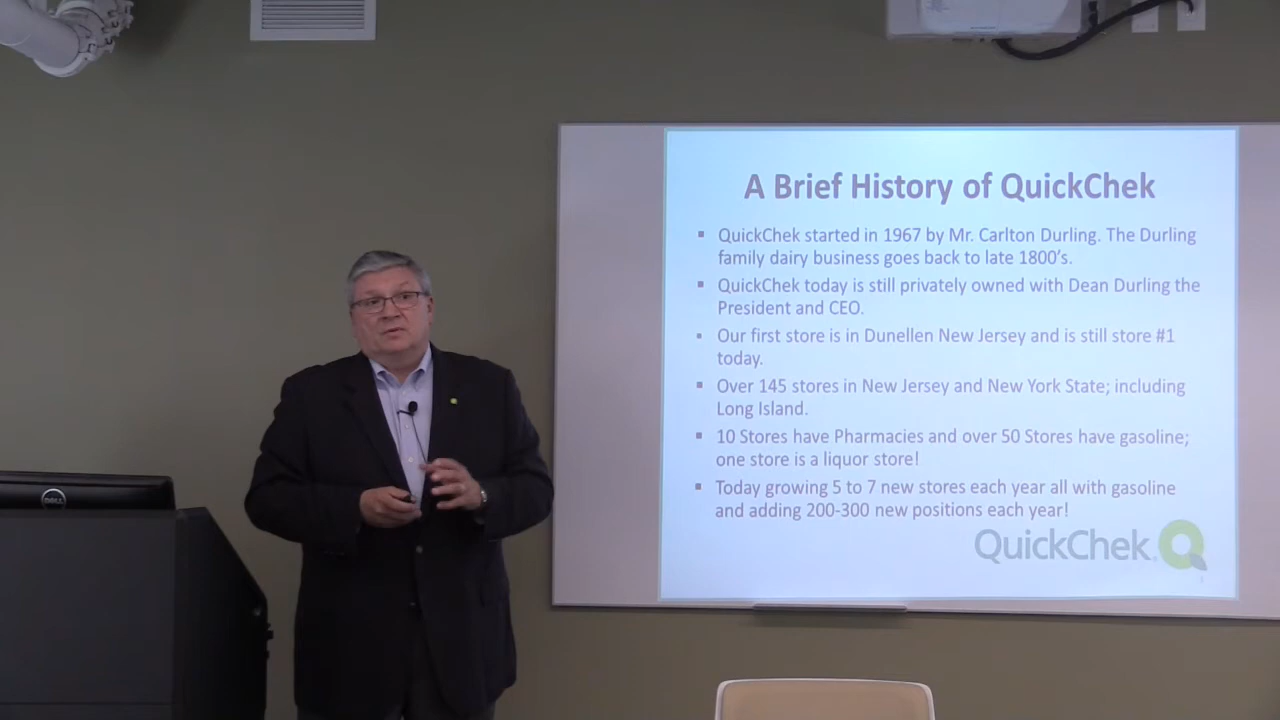 A Brief History of QuickChek
QuickChek started in 1967 by Mr. Carlton Durling. The Durling
family dairy business goes back to late 1800's.
QuickChek today is still privately owned with Dean Durling the
President and CEO.
Our first store is in Dunellen New Jersey and is still store #1
today.
Over 145 stores in New Jersey and New York State; including
Long Island.
10 Stores have Pharmacies and over 50 Stores have gasoline;
one store is a liquor store!
Today growing 5 to 7 new stores each year all with gasoline
and adding 200-300 new positions each year!
QuickChek
DELL